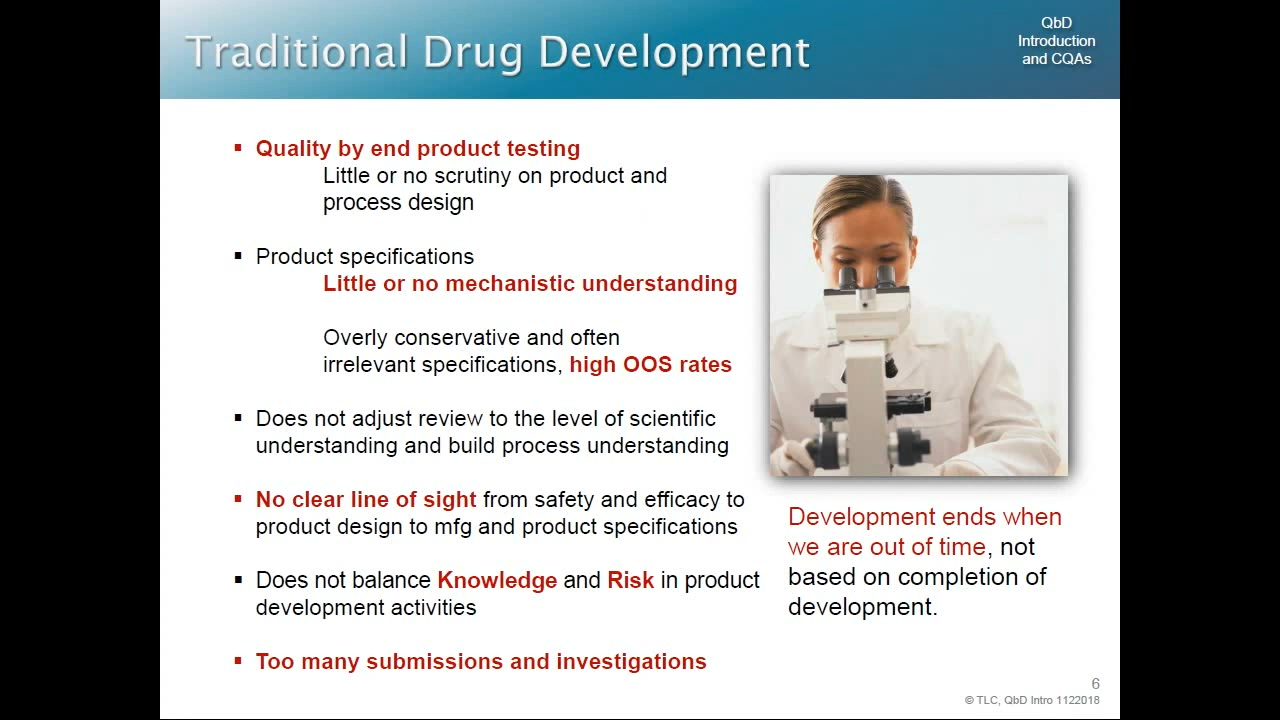 Traditional Drug Development
QbD
Introduction
and CQAs
▪ Quality by end product testing
Little or no scrutiny on product and
process design
▪ Product specifications
Little or no mechanistic understanding
Overly conservative and often
irrelevant specifications, high OOS rates
▪ Does not adjust review to the level of scientific
understanding and build process understanding
▪ No clear line of sight from safety and efficacy to
product design to mfg and product specifications
▪ Does not balance Knowledge and Risk in product
development activities
▪ Too many submissions and investigations
Development ends when
we are out of time, not
based on completion of
development.
6
© TLC, QbD Intro 1122018